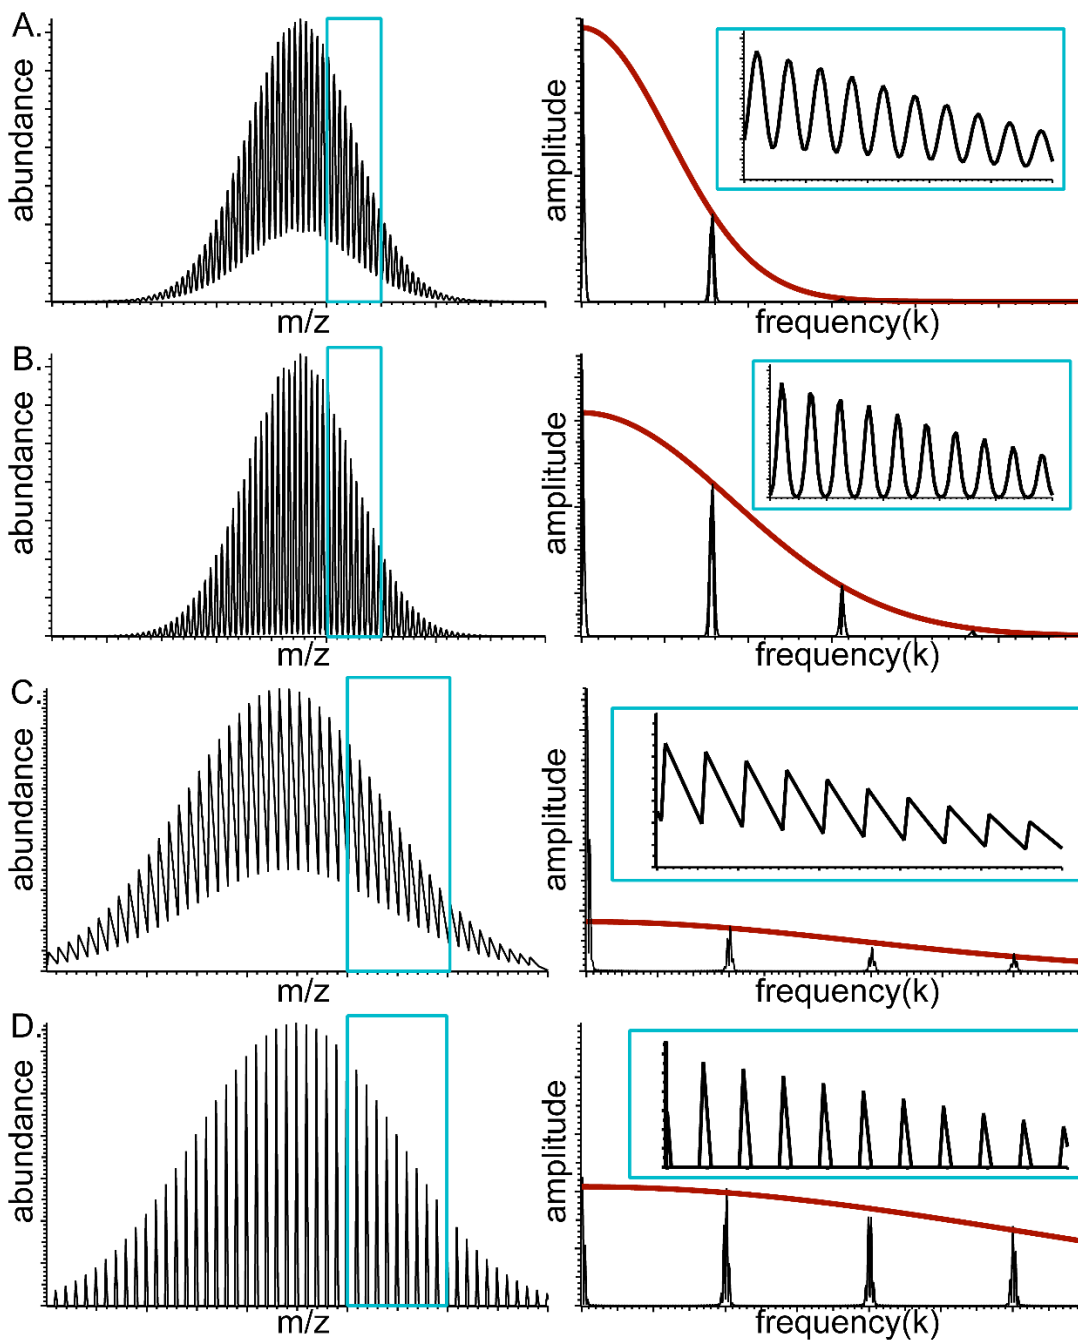 A.
abundance
m/z
amplitude
frequency(k)
B.
abundance
m/z
amplitude
frequency(k)
C.
abundance
m/z
amplitude
frequency(k)
D.
abundance
m/z
amplitude
frequency(k)